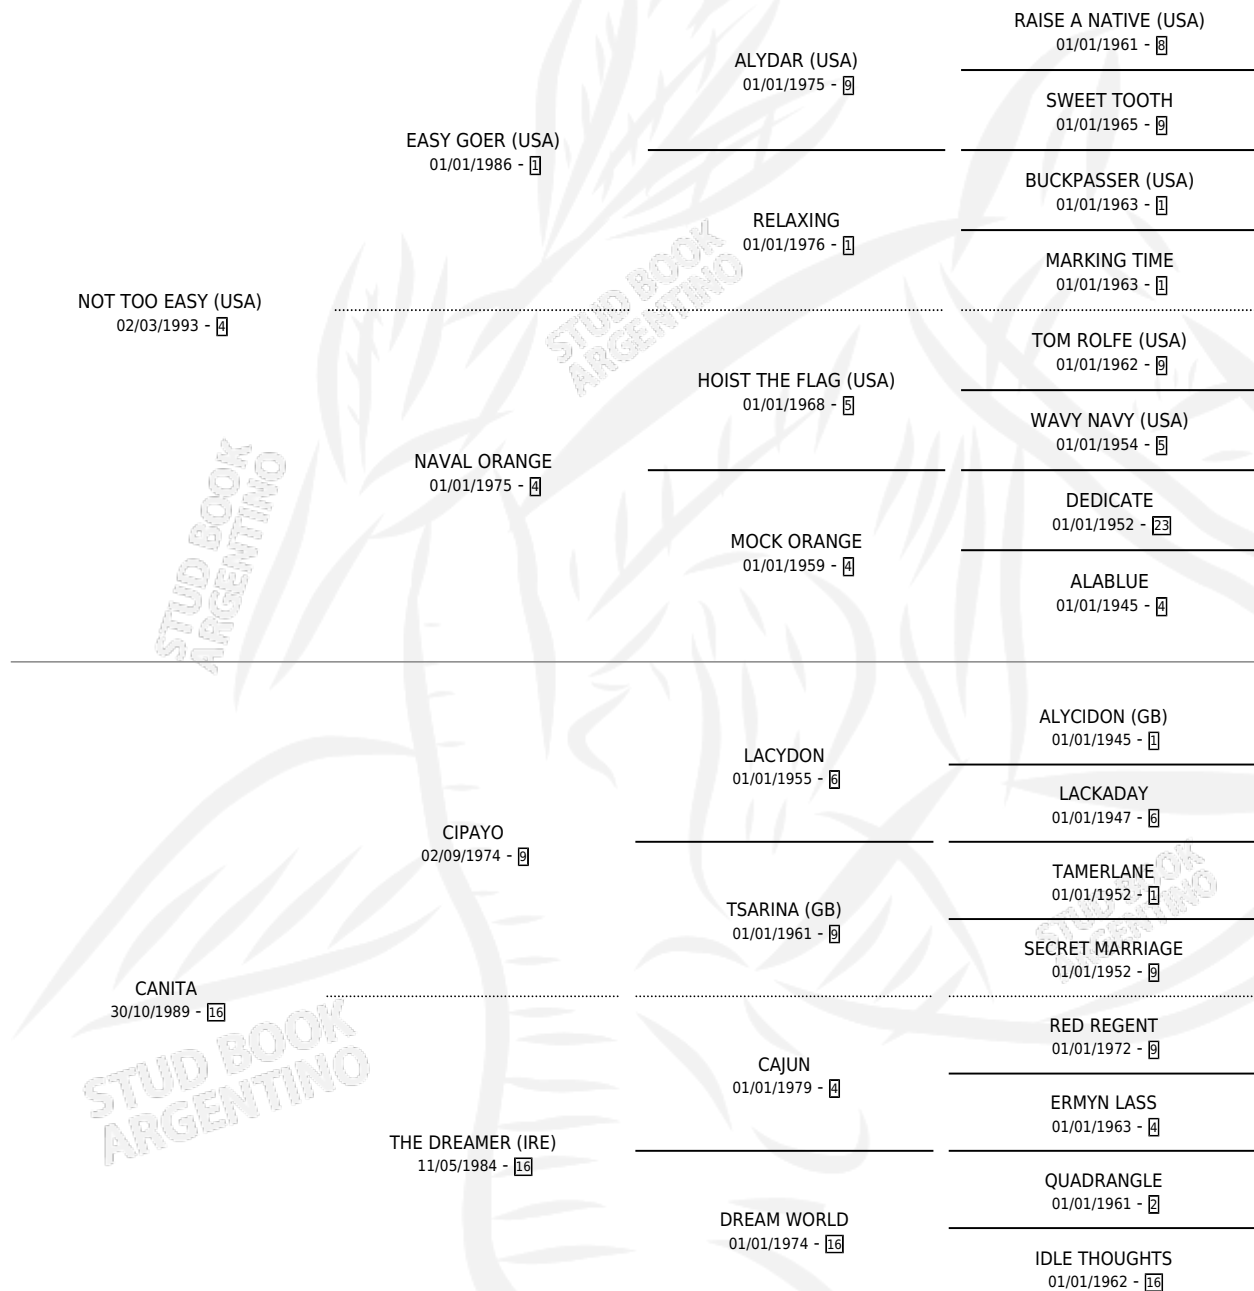 RAISE A NATIVE (USA)
01/01/1961 - 8
ALYDAR (USA)
01/01/1975 - 9
SWEET TOOTH
01/01/1965 - 9
EASY GOER (USA)
01/01/1986 - 1
BUCKPASSER (USA)
01/01/1963 - 1
RELAXING
01/01/1976 - 1
MARKING TIME
01/01/1963 - 1
NOT TOO EASY (USA)
02/03/1993 - 4
TOM ROLFE (USA)
01/01/1962 - 9
HOIST THE FLAG (USA)
01/01/1968 - 5
WAVY NAVY (USA)
01/01/1954 - 5
NAVAL ORANGE
01/01/1975 - 4
DEDICATE
01/01/1952 - 23
MOCK ORANGE
01/01/1959 - 4
ALABLUE
01/01/1945 - 4
ALYCIDON (GB)
01/01/1945 - 1
LACYDON
01/01/1955 - 6
LACKADAY
01/01/1947 - 6
CIPAYO
02/09/1974 - 9
TAMERLANE
01/01/1952 - 1
TSARINA (GB)
01/01/1961 - 9
SECRET MARRIAGE
01/01/1952 - 9
CANITA
30/10/1989 - 16
RED REGENT
01/01/1972 - 9
CAJUN
01/01/1979 - 4
ERMYN LASS
01/01/1963 - 4
THE DREAMER (IRE)
11/05/1984 - 16
QUADRANGLE
01/01/1961 - 2
DREAM WORLD
01/01/1974 - 16
IDLE THOUGHTS
01/01/1962 - 16
STUD BOOK
ARGENTINO
STUD BOOK
ARGENTINO
STUD BOOK
ARGENTINO
STUD BOOK
ARGENTINO